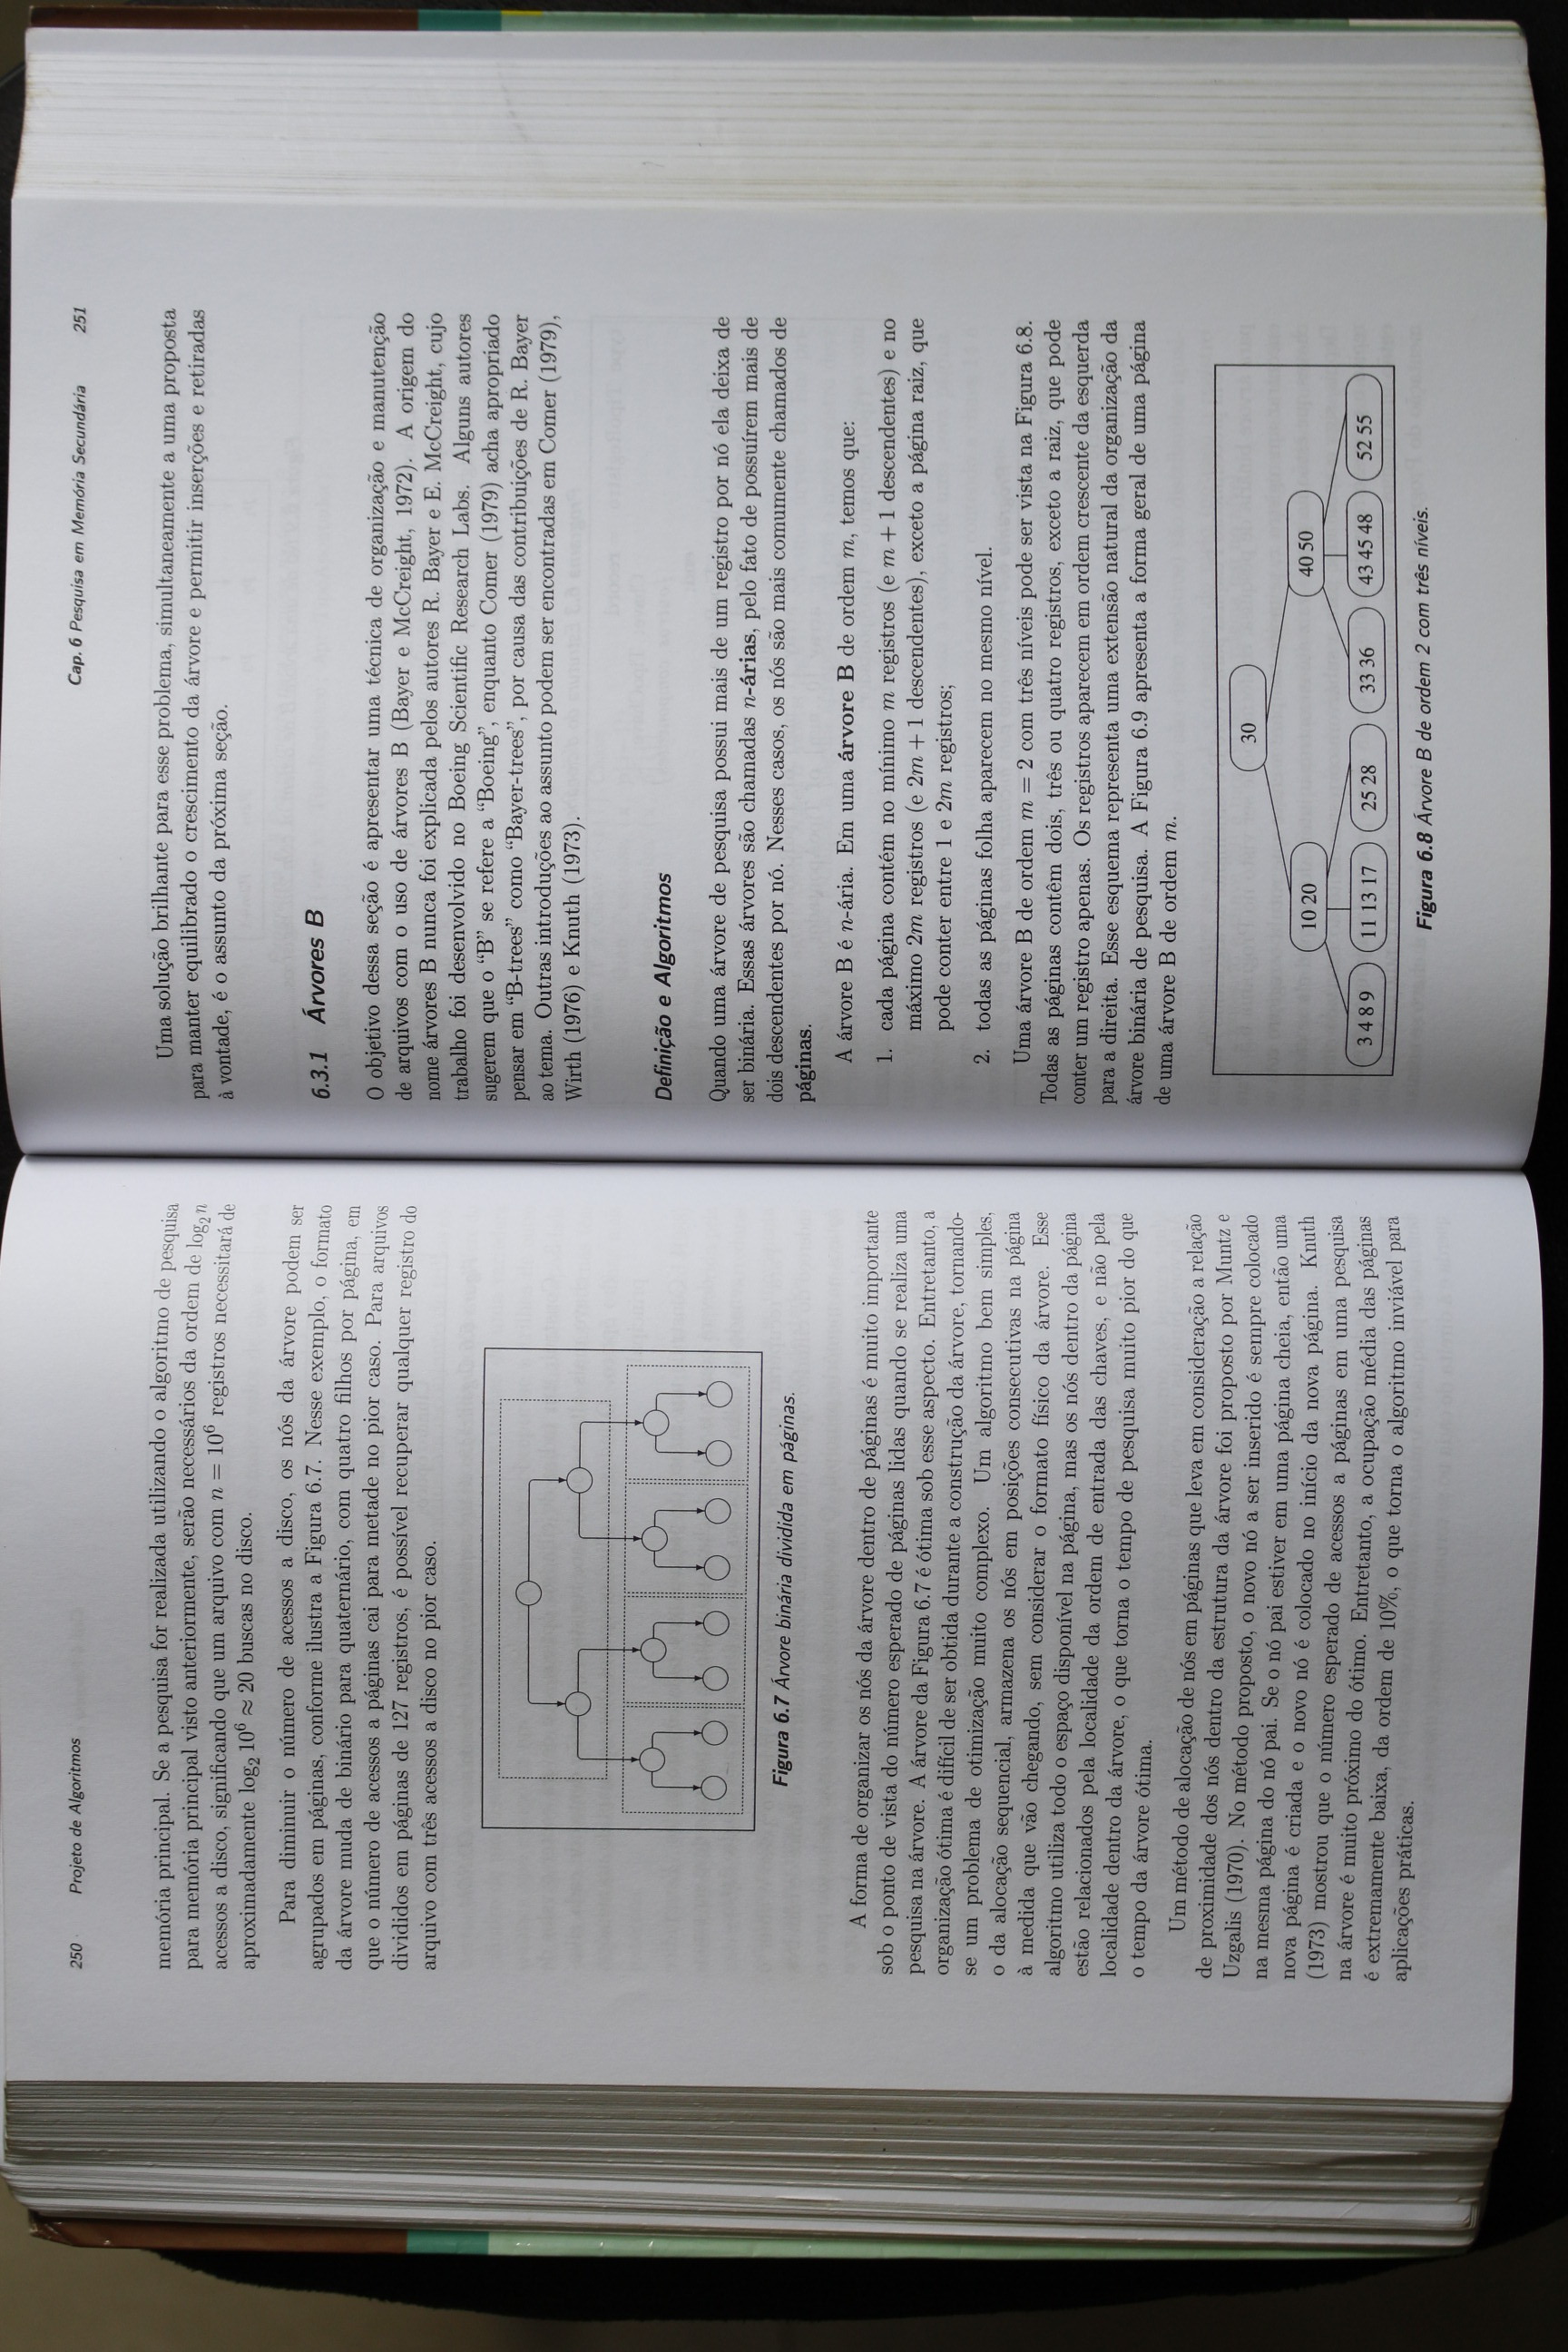 250 Projeto de Algoritmos
memória principal. Se a pesquisa for realizada utilizando o algoritmo de pesquisa
para memória principal visto anteriormente, serão necessários da ordem de log₂ n
acessos a disco, significando que um arquivo com n = 10⁶ registros necessitará de
aproximadamente log₂ 10⁶ ≈ 20 buscas no disco.
Para diminuir o número de acessos a disco, os nós da árvore podem ser
agrupados em páginas, conforme ilustra a Figura 6.7. Nesse exemplo, o formato
da árvore muda de binário para quaternário, com quatro filhos por página, em
que o número de acessos a páginas cai para metade no pior caso. Para arquivos
divididos em páginas de 127 registros, é possível recuperar qualquer registro do
arquivo com três acessos a disco no pior caso.
Figura 6.7 Árvore binária dividida em páginas.
A forma de organizar os nós da árvore dentro de páginas é muito importante
sob o ponto de vista do número esperado de páginas lidas quando se realiza uma
pesquisa na árvore. A árvore da Figura 6.7 é ótima sob esse aspecto. Entretanto, a
organização ótima é difícil de ser obtida durante a construção da árvore, tornando-
se um problema de otimização muito complexo. Um algoritmo bem simples,
o da alocação sequencial, armazena os nós em posições consecutivas na página
à medida que vão chegando, sem considerar o formato físico da árvore. Esse
algoritmo utiliza todo o espaço disponível na página, mas os nós dentro da página
estão relacionados pela localidade da ordem de entrada das chaves, e não pela
localidade dentro da árvore, o que torna o tempo de pesquisa muito pior do que
o tempo da árvore ótima.
Um método de alocação de nós em páginas que leva em consideração a relação
de proximidade dos nós dentro da estrutura da árvore foi proposto por Muntz e
Uzgalis (1970). No método proposto, o novo nó a ser inserido é sempre colocado
na mesma página do nó pai. Se o nó pai estiver em uma página cheia, então uma
nova página é criada e o novo nó é colocado no início da nova página. Knuth
(1973) mostrou que o número esperado de acessos a páginas em uma pesquisa
na árvore é muito próximo do ótimo. Entretanto, a ocupação média das páginas
é extremamente baixa, da ordem de 10%, o que torna o algoritmo inviável para
aplicações práticas.
Cap. 6 Pesquisa em Memória Secundária 251
Uma solução brilhante para esse problema, simultaneamente a uma proposta
para manter equilibrado o crescimento da árvore e permitir inserções e retiradas
à vontade, é o assunto da próxima seção.
6.3.1 Árvores B
O objetivo dessa seção é apresentar uma técnica de organização e manutenção
de arquivos com o uso de árvores B (Bayer e McCreight, 1972). A origem do
nome árvores B nunca foi explicada pelos autores R. Bayer e E. McCreight, cujo
trabalho foi desenvolvido no Boeing Scientific Research Labs. Alguns autores
sugerem que o “B” se refere a “Boeing”, enquanto Comer (1979) acha apropriado
pensar em “B-trees” como “Bayer-trees”, por causa das contribuições de R. Bayer
ao tema. Outras introduções ao assunto podem ser encontradas em Comer (1979),
Wirth (1976) e Knuth (1973).
Definição e Algoritmos
Quando uma árvore de pesquisa possui mais de um registro por nó ela deixa de
ser binária. Essas árvores são chamadas n-árias, pelo fato de possuírem mais de
dois descendentes por nó. Nesses casos, os nós são mais comumente chamados de
páginas.
A árvore B é n-ária. Em uma árvore B de ordem m, temos que:
1. cada página contém no mínimo m registros (e m + 1 descendentes) e no
máximo 2m registros (e 2m + 1 descendentes), exceto a página raiz, que
pode conter entre 1 e 2m registros;
2. todas as páginas folha aparecem no mesmo nível.
Uma árvore B de ordem m = 2 com três níveis pode ser vista na Figura 6.8.
Todas as páginas contêm dois, três ou quatro registros, exceto a raiz, que pode
conter um registro apenas. Os registros aparecem em ordem crescente da esquerda
para a direita. Esse esquema representa uma extensão natural da organização da
árvore binária de pesquisa. A Figura 6.9 apresenta a forma geral de uma página
de uma árvore B de ordem m.
30
10 20 40 50
3 4 8 9 11 13 17 25 28 33 36 43 45 48 52 55
Figura 6.8 Árvore B de ordem 2 com três níveis.